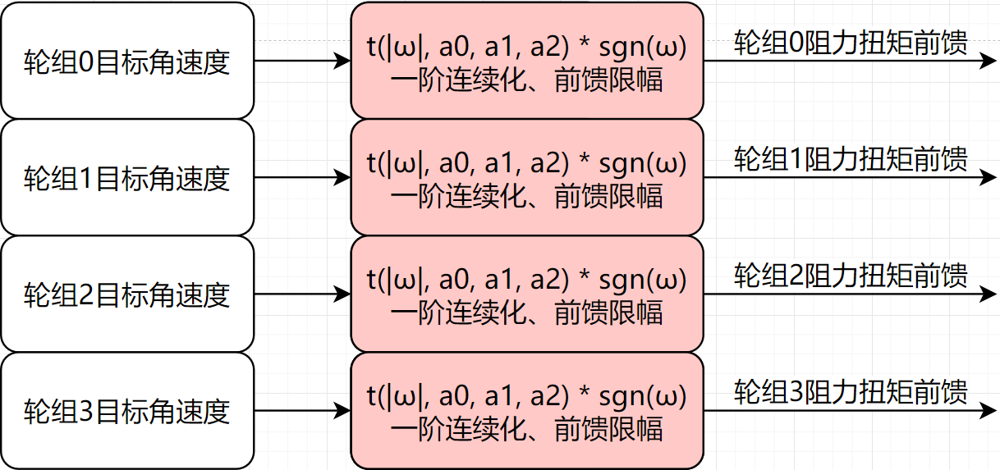 轮组0目标角速度
t(|ω|, a0, a1, a2) * sgn(ω)
一阶连续化、前馈限幅
轮组0阻力扭矩前馈
轮组1目标角速度
t(|ω|, a0, a1, a2) * sgn(ω)
一阶连续化、前馈限幅
轮组1阻力扭矩前馈
轮组2目标角速度
t(|ω|, a0, a1, a2) * sgn(ω)
一阶连续化、前馈限幅
轮组2阻力扭矩前馈
轮组3目标角速度
t(|ω|, a0, a1, a2) * sgn(ω)
一阶连续化、前馈限幅
轮组3阻力扭矩前馈